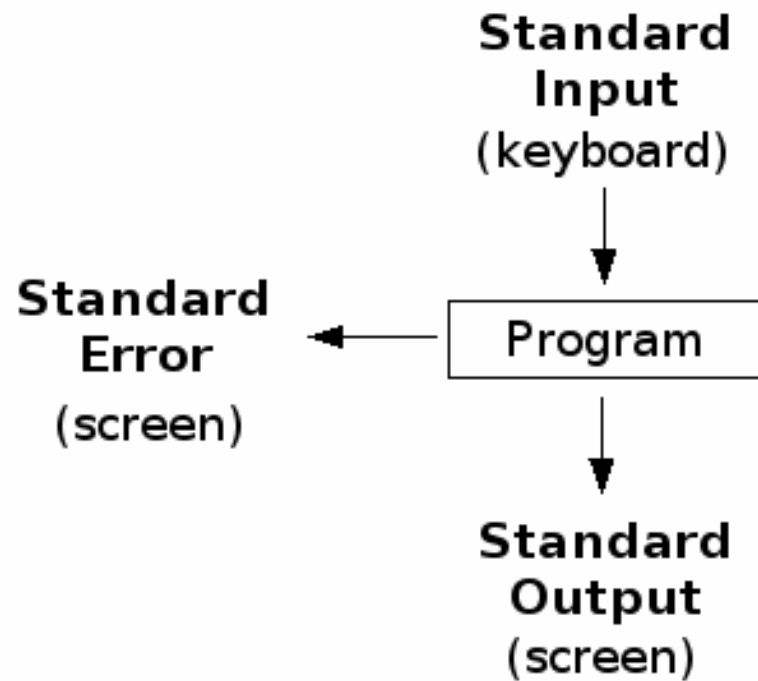 Standard
Input
(keyboard)
Standard
Error
(screen)
Program
Standard
Output
(screen)